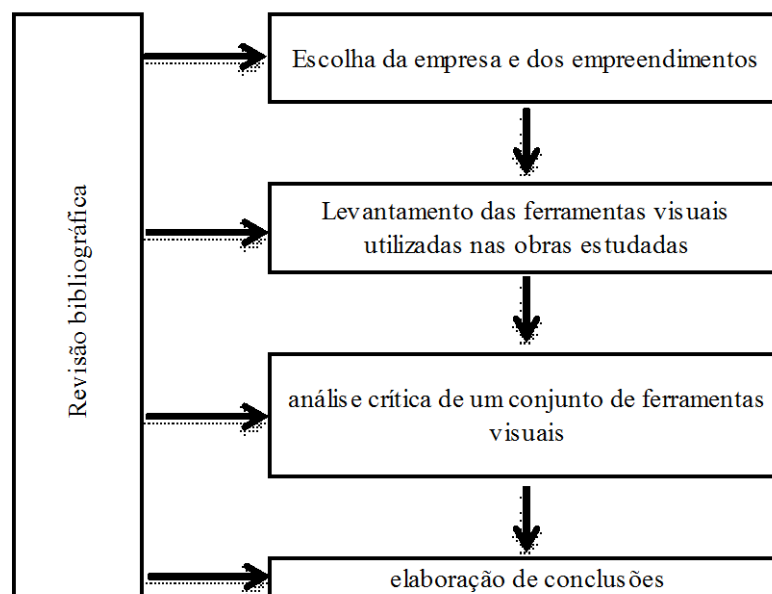 Revisão bibliográfica
Escolha da empresa e dos empreendimentos
Levantamento das ferramentas visuais
utilizadas nas obras estudadas
análise crítica de um conjunto de ferramentas
visuais
elaboração de conclusões